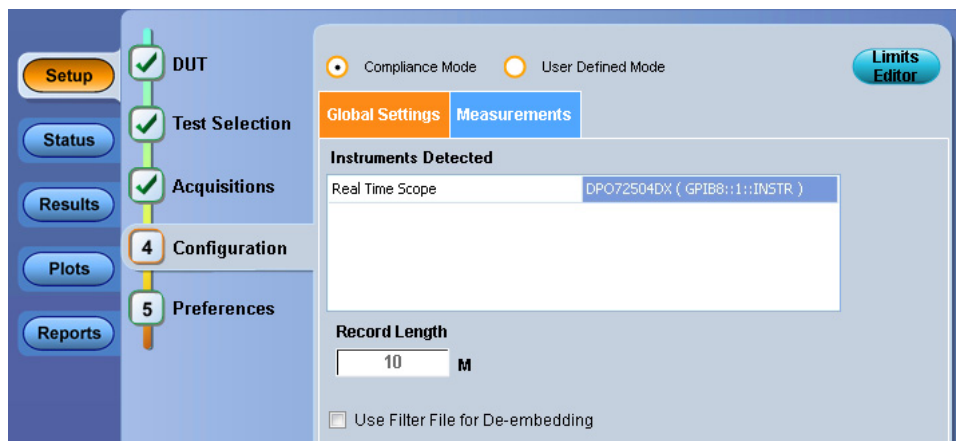 Setup
Status
Results
Plots
Reports
DUT
Test Selection
Acquisitions
4 Configuration
5 Preferences
Compliance Mode User Defined Mode
Limits
Editor
Global Settings Measurements
Instruments Detected
Real Time Scope DPO72504DX ( GPIB8::1::INSTR )
Record Length
10 M
Use Filter File for De-embedding